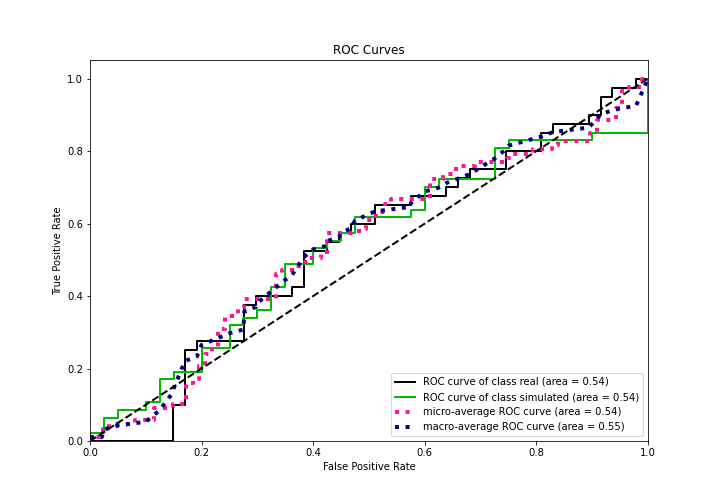 ROC Curves
True Positive Rate
1.0
0.8
0.6
0.4
0.2
0.0
ROC curve of class real (area = 0.54)
ROC curve of class simulated (area = 0.54)
micro-average ROC curve (area = 0.54)
macro-average ROC curve (area = 0.55)
0.0 0.2 0.4 0.6 0.8 1.0
False Positive Rate